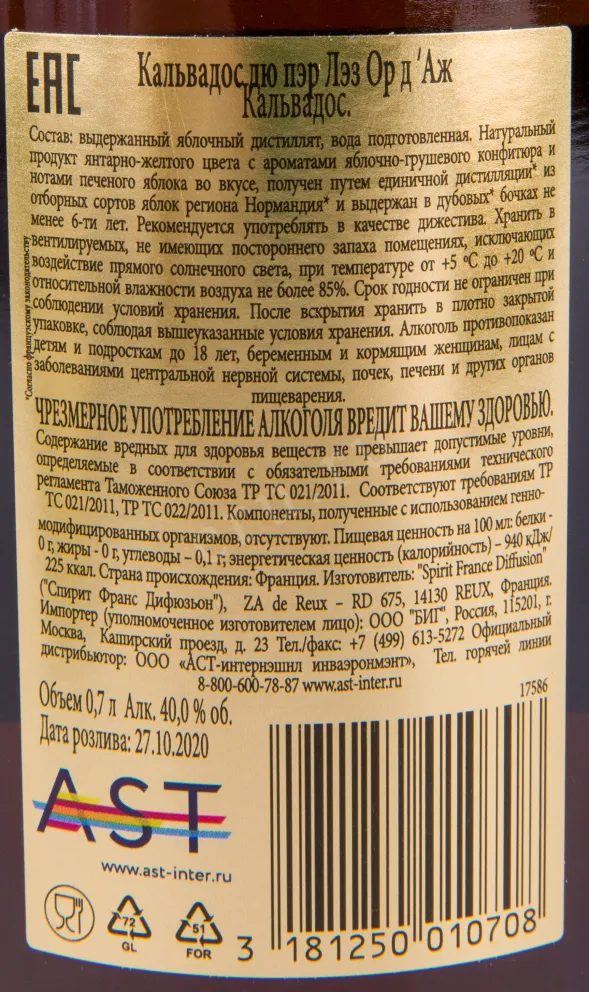 EAC
Кальвадос дю пэр Лэз Ор д 'Аж
Кальвадос.
Состав: выдержанный яблочный дистиллят, вода подготовленная. Натуральный
продукт янтарно-желтого цвета с ароматами яблочно-грушевого конфитюра и
нотами печеного яблока во вкусе, получен путем единичной дистилляции* из
отборных сортов яблок региона Нормандия* и выдержан в дубовых* бочках не
менее 6-ти лет. Рекомендуется употреблять в качестве дижестива. Хранить в
вентилируемых, не имеющих постороннего запаха помещениях, исключающих
воздействие прямого солнечного света, при температуре от +5 °C до +20 °C и
относительной влажности воздуха не более 85%. Срок годности не ограничен при
соблюдении условий хранения. После вскрытия хранить в плотно закрытой
упаковке, соблюдая вышеуказанные условия хранения. Алкоголь противопоказан
детям и подросткам до 18 лет, беременным и кормящим женщинам, лицам с
заболеваниями центральной нервной системы, почек, печени и других органов
пищеварения.
*Согласно французскому законодательству
ЧРЕЗМЕРНОЕ УПОТРЕБЛЕНИЕ АЛКОГОЛЯ ВРЕДИТ ВАШЕМУ ЗДОРОВЬЮ.
Содержание вредных для здоровья веществ не превышает допустимые уровни,
определяемые в соответствии с обязательными требованиями технического
регламента Таможенного Союза ТР ТС 021/2011. Соответствуют требованиям ТР
ТС 021/2011, ТР ТС 022/2011. Компоненты, полученные с использованием генно-
модифицированных организмов, отсутствуют. Пищевая ценность на 100 мл: белки -
0 г, жиры - 0 г, углеводы – 0,1 г; энергетическая ценность (калорийность) – 940 кДж/
225 ккал. Страна происхождения: Франция. Изготовитель: "Spirit France Diffusion"
("Спирит Франс Дифюзьон"), ZA de Reux – RD 675, 14130 REUX, Франция.
Импортер (уполномоченное изготовителем лицо): ООО "БИГ", Россия, 115201, г.
Москва, Каширский проезд, д. 23 Тел./факс: +7 (499) 613-5272 Официальный
дистрибьютор: ООО «АСТ-интернэшнл инваэронмэнт», Тел. горячей линии
8-800-600-78-87 www.ast-inter.ru
17586
Объем 0,7 л Алк. 40,0 % об.
Дата розлива: 27.10.2020
AST
www.ast-inter.ru
72
GL
51
FOR
3 181250 010708